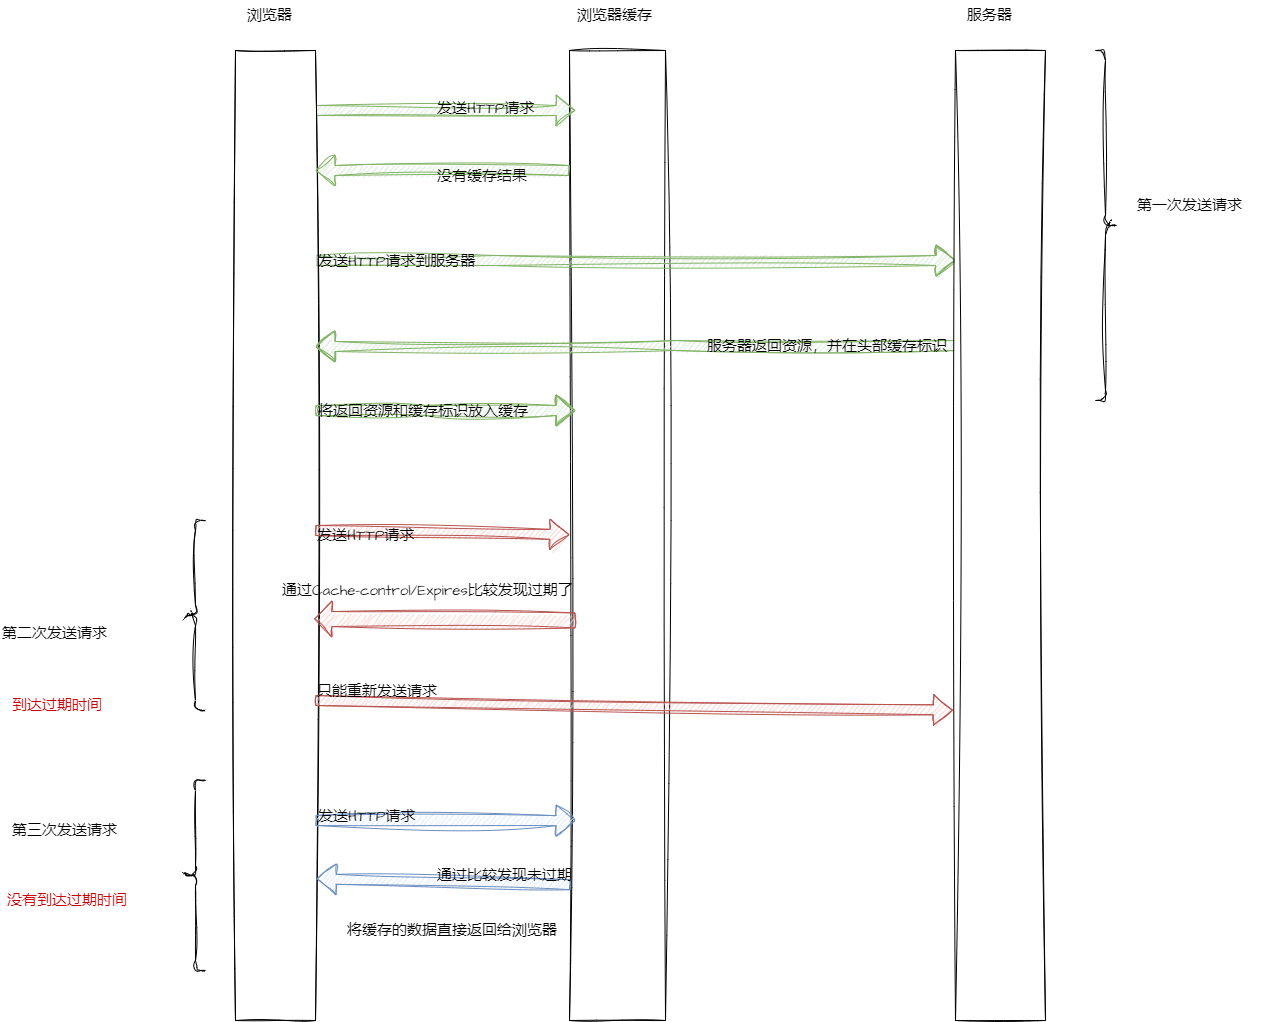 浏览器
浏览器缓存
服务器
发送HTTP请求
没有缓存结果
第一次发送请求
发送HTTP请求到服务器
服务器返回资源，并在头部缓存标识
将返回资源和缓存标识放入缓存
发送HTTP请求
通过Cache-control/Expires比较发现过期了
第二次发送请求
只能重新发送请求
到达过期时间
发送HTTP请求
第三次发送请求
通过比较发现未过期
没有到达过期时间
将缓存的数据直接返回给浏览器